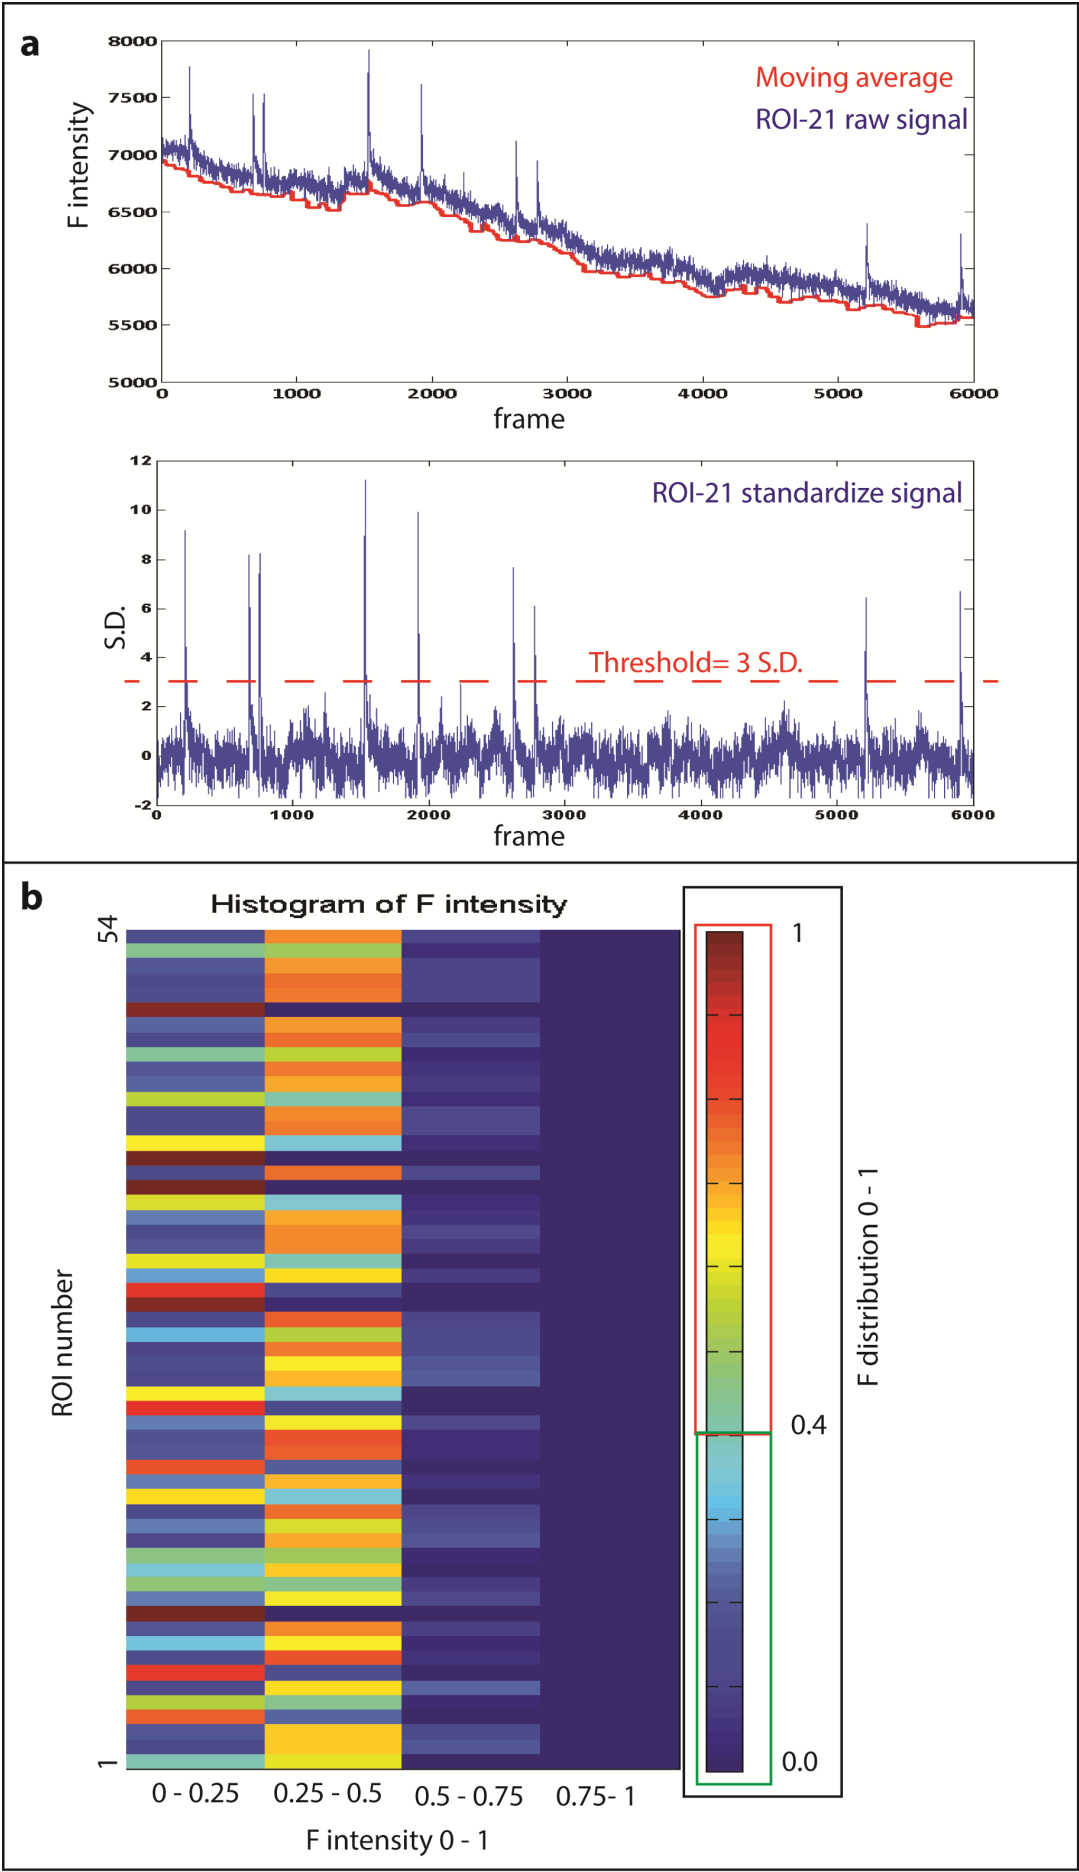 a
8000
7500
7000
6500
6000
5500
5000
F intensity
Moving average
ROI-21 raw signal
0 1000 2000 3000 4000 5000 6000
frame
12
10
8
6
4
2
0
-2
S.D.
ROI-21 standardize signal
Threshold= 3 S.D.
0 1000 2000 3000 4000 5000 6000
frame
b
Histogram of F intensity
54
ROI number
1
0 - 0.25 0.25 - 0.5 0.5 - 0.75 0.75- 1
F intensity 0 - 1
1
0.4
0.0
F distribution 0 - 1